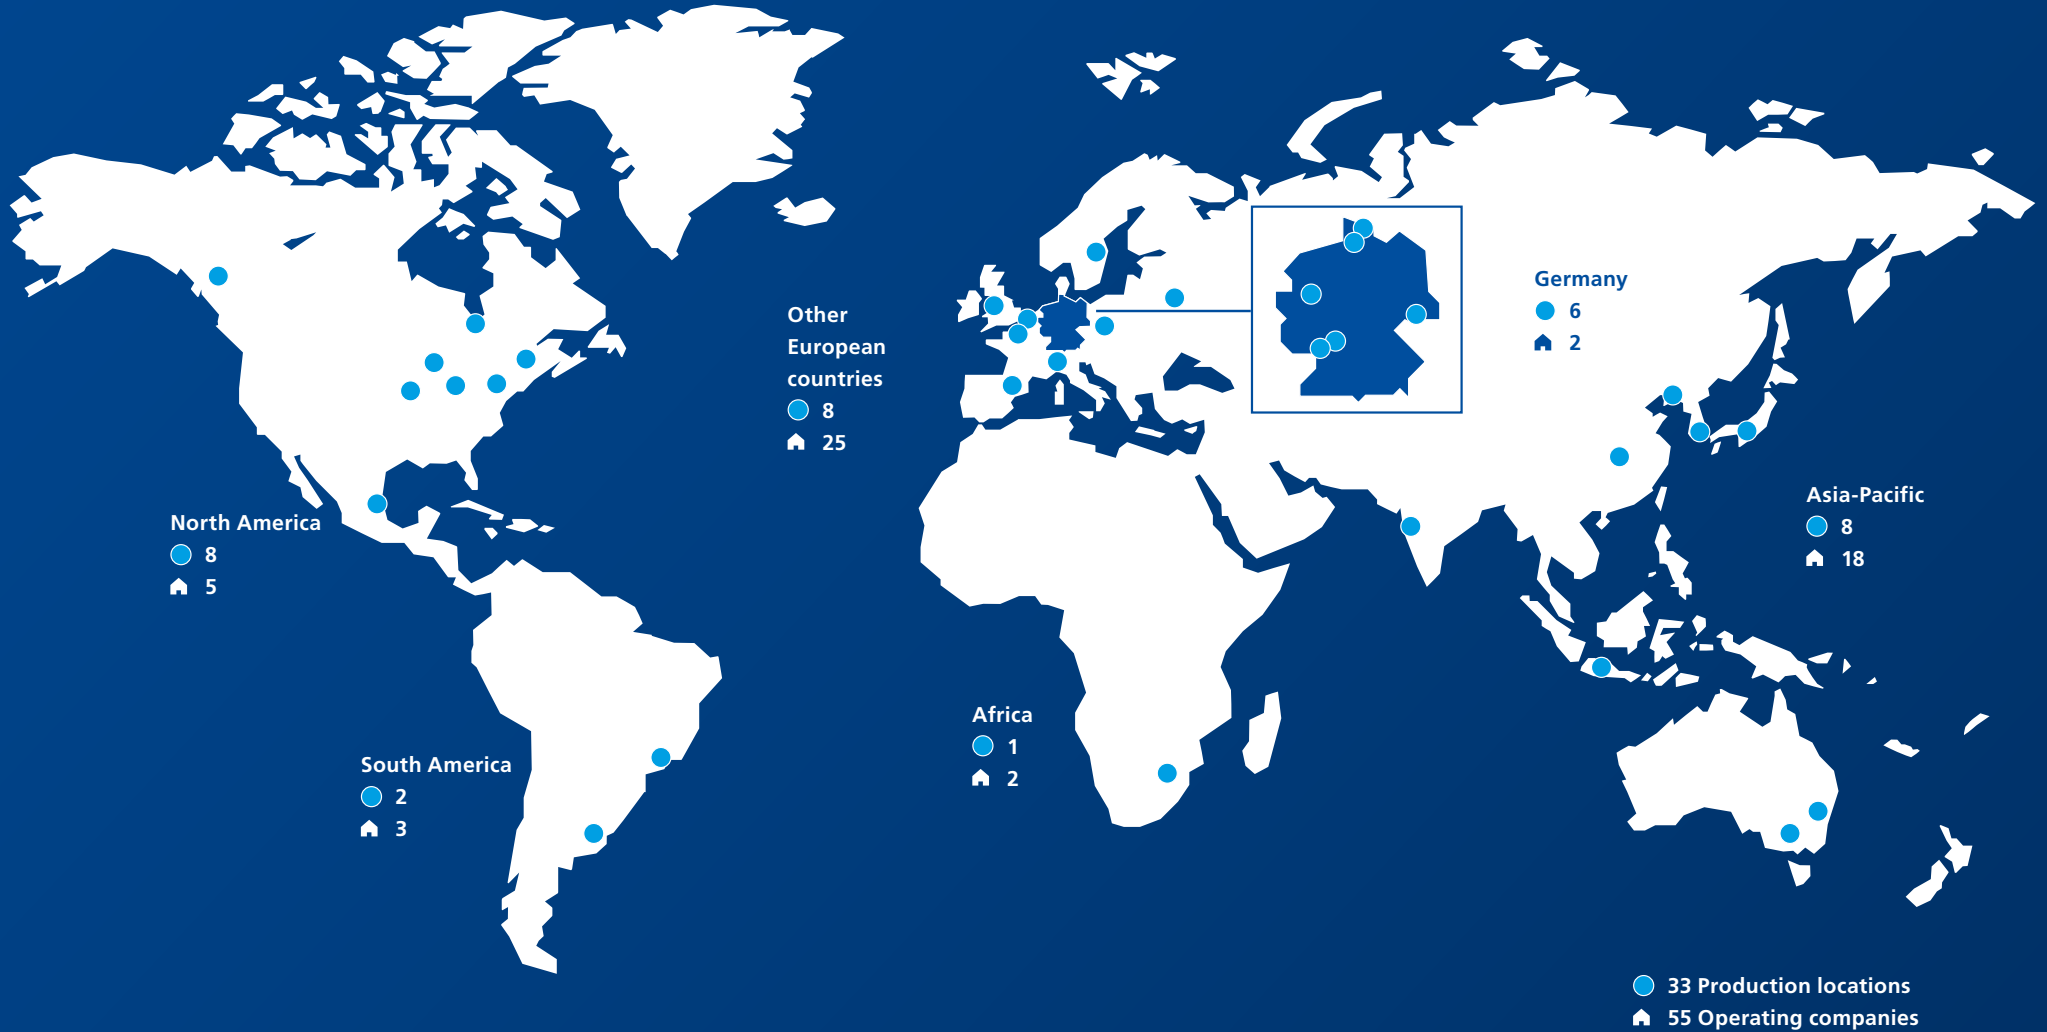 Other
European
countries
8
25
Germany
6
2
North America
8
5
Asia-Pacific
8
18
South America
2
3
Africa
1
2
33 Production locations
55 Operating companies